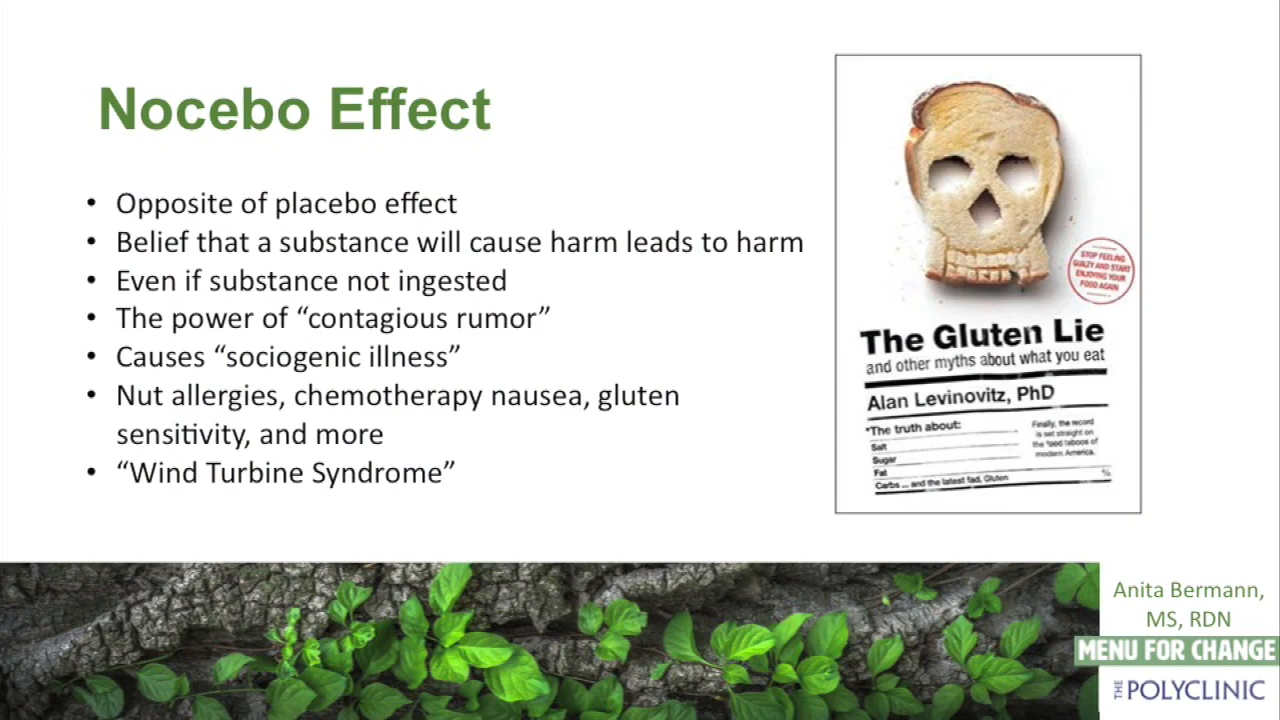 Nocebo Effect
• Opposite of placebo effect
• Belief that a substance will cause harm leads to harm
• Even if substance not ingested
• The power of “contagious rumor”
• Causes “sociogenic illness”
• Nut allergies, chemotherapy nausea, gluten
sensitivity, and more
• “Wind Turbine Syndrome”
STOP FEELING
GUILTY AND START
ENJOYING YOUR
FOOD AGAIN
The Gluten Lie
and other myths about what you eat
Alan Levinovitz, PhD
*The truth about:
Salt
Sugar
Fat
Carbs ... and the latest fad, Gluten
%
Finally, the record
is set straight on
the food taboos of
modern America.
Anita Bermann,
MS, RDN
MENU FOR CHANGE
THE POLYCLINIC